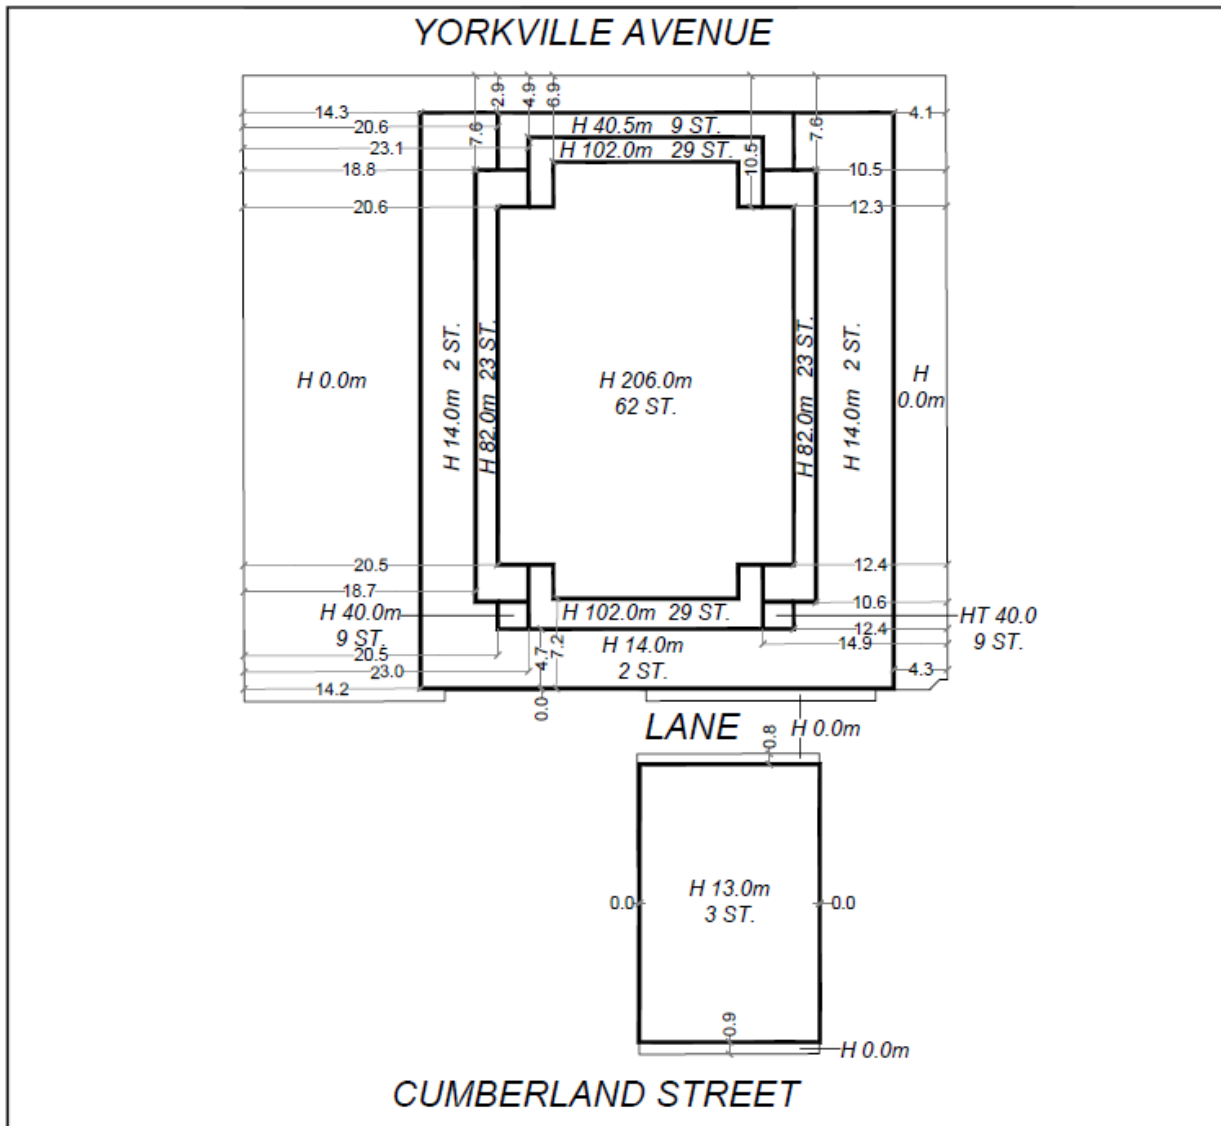 YORKVILLE AVENUE
2.9
4.9
6.9
14.3
4.1
20.6
7.6
H 40.5m 9 ST.
7.6
23.1
H 102.0m 29 ST.
10.5
18.8
10.5
20.6
12.3
H 0.0m
H 14.0m 2 ST.
H 82.0m 23 ST.
H 206.0m
62 ST.
H 82.0m 23 ST.
H 14.0m 2 ST.
H
0.0m
20.5
12.4
18.7
10.6
H 40.0m
9 ST.
H 102.0m 29 ST.
HT 40.0
9 ST.
12.4
20.5
4.7
7.2
H 14.0m
2 ST.
14.9
23.0
4.3
14.2
0.0
LANE
H 0.0m
0.8
H 13.0m
3 ST.
0.0
0.0
0.9
H 0.0m
CUMBERLAND STREET